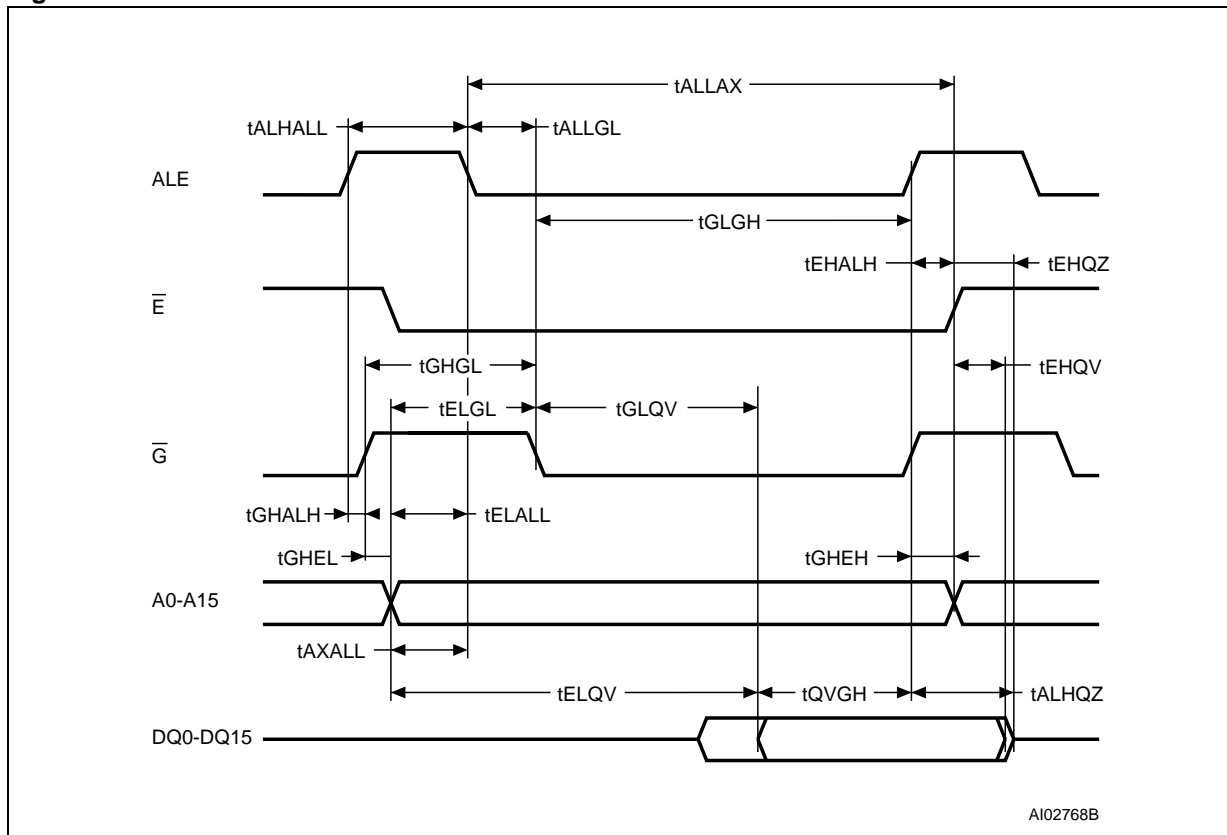 tALLAX
tALHALL
tALLGL
ALE
tGLGH
tEHALH
tEHQZ
E
tGHGL
tEHQV
tELGL
tGLQV
G
tGHALH
tELALL
tGHEL
tGHEH
A0-A15
tAXALL
tELQV
tQVGH
tALHQZ
DQ0-DQ15
AI02768B